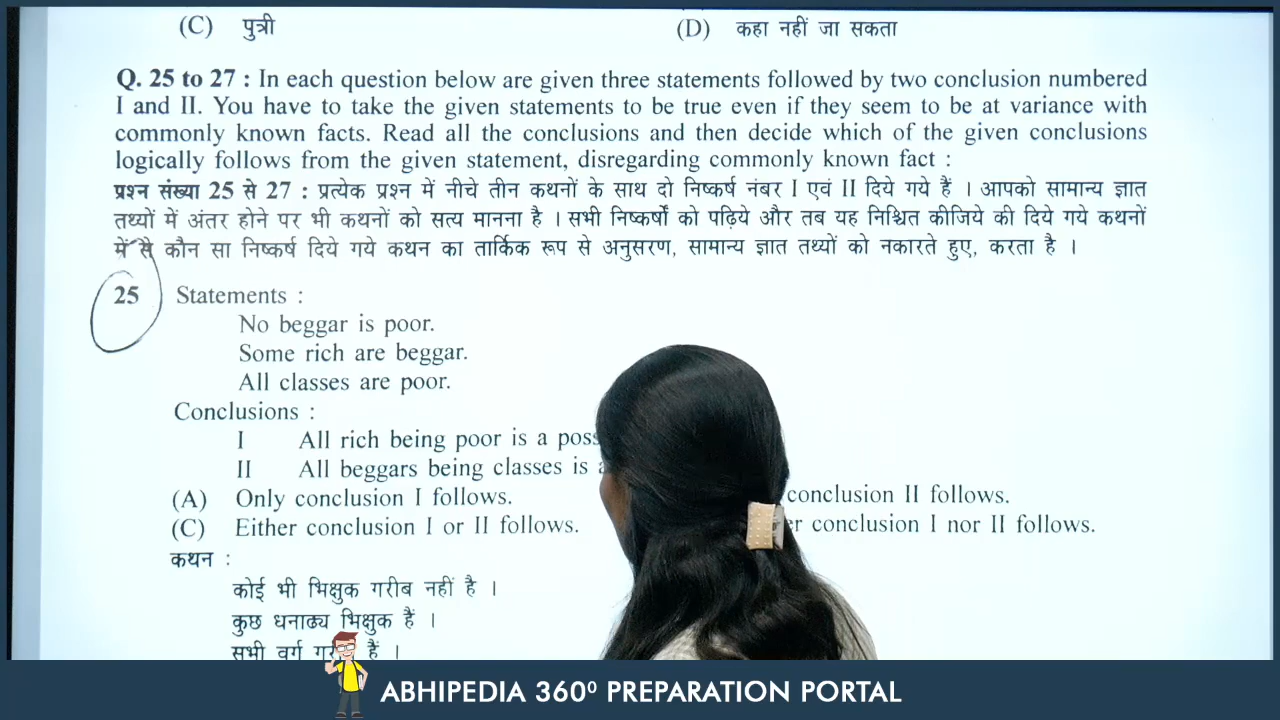 (C) पुत्री (D) कहा नहीं जा सकता
Q. 25 to 27 : In each question below are given three statements followed by two conclusion numbered
I and II. You have to take the given statements to be true even if they seem to be at variance with
commonly known facts. Read all the conclusions and then decide which of the given conclusions
logically follows from the given statement, disregarding commonly known fact :
प्रश्न संख्या 25 से 27 : प्रत्येक प्रश्न में नीचे तीन कथनों के साथ दो निष्कर्ष नंबर I एवं II दिये गये हैं । आपको सामान्य ज्ञात
तथ्यों में अंतर होने पर भी कथनों को सत्य मानना है । सभी निष्कर्षों को पढ़िये और तब यह निश्चित कीजिये की दिये गये कथनों
में से कौन सा निष्कर्ष दिये गये कथन का तार्किक रूप से अनुसरण, सामान्य ज्ञात तथ्यों को नकारते हुए, करता है ।
25 Statements :
No beggar is poor.
Some rich are beggar.
All classes are poor.
Conclusions :
I All rich being poor is a
II All beggars being classes is
(A) Only conclusion I follows. conclusion II follows.
(C) Either conclusion I or II follows. conclusion I nor II follows.
कथन :
कोई भी भिक्षुक गरीब नहीं है ।
कुछ धनाढ्य भिक्षुक हैं ।
सभी वर्ग हैं ।
ABHIPEDIA 360⁰ PREPARATION PORTAL